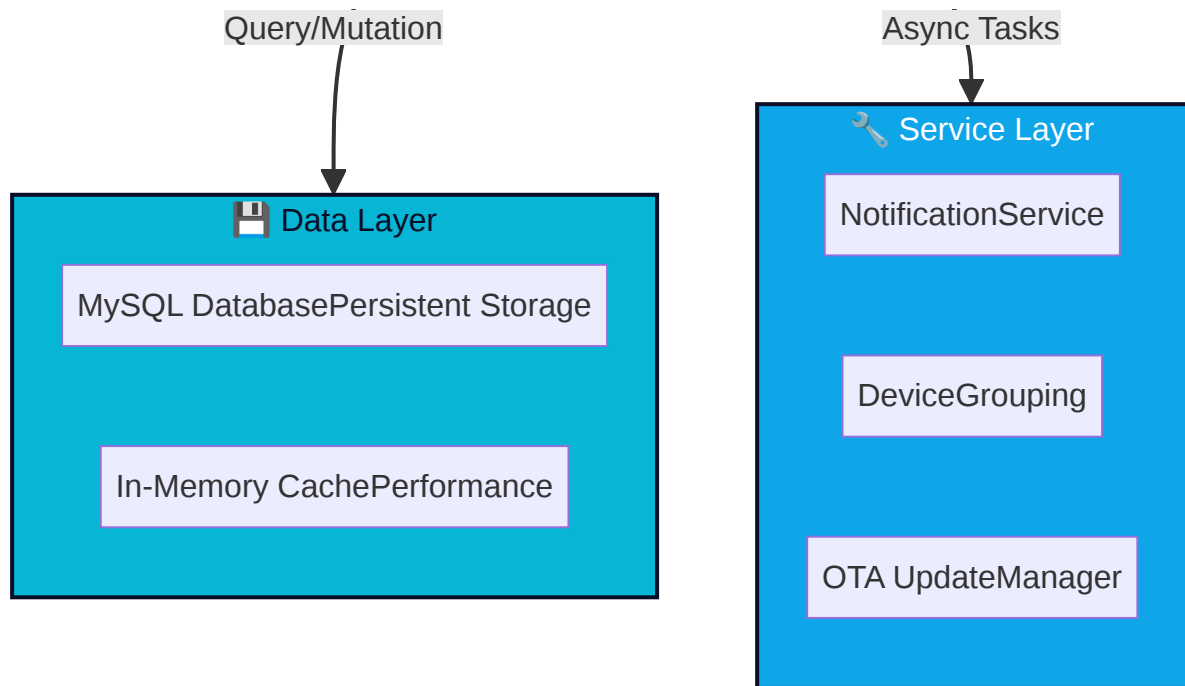 Query/Mutation
Async Tasks
💾 Data Layer
MySQL DatabasePersistent Storage
In-Memory CachePerformance
🔧 Service Layer
NotificationService
DeviceGrouping
OTA UpdateManager